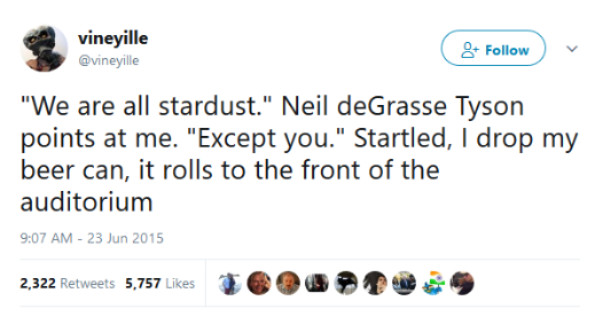 vineyille
@vineyille
Follow
"We are all stardust." Neil deGrasse Tyson
points at me. "Except you." Startled, I drop my
beer can, it rolls to the front of the
auditorium
9:07 AM - 23 Jun 2015
2,322 Retweets 5,757 Likes